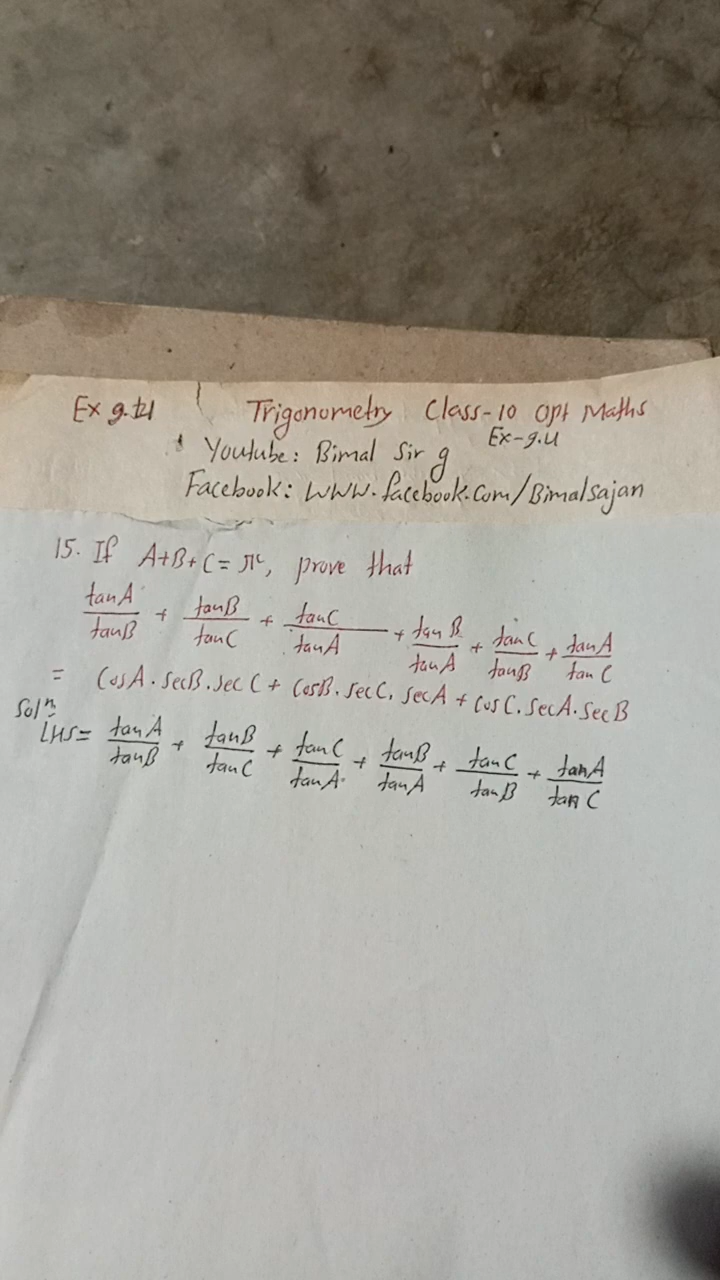 Ex 9. Trigonometry Class-10 Opt Maths
Ex-9.4
Youtube: Bimal Sir g
Facebook: WWW.facebook.Com/Bimalsajan
15. If A+B+C = πᶜ, prove that
tanA/tanB + tanB/tanC + tanC/tanA + tanB/tanA + tanC/tanB + tanA/tanC
= CosA.SecB.Sec C + CosB.SecC.SecA + CosC.SecA.SecB
Solⁿ:
LHS = tanA/tanB + tanB/tanC + tanC/tanA + tanB/tanA + tanC/tanB + tanA/tanC